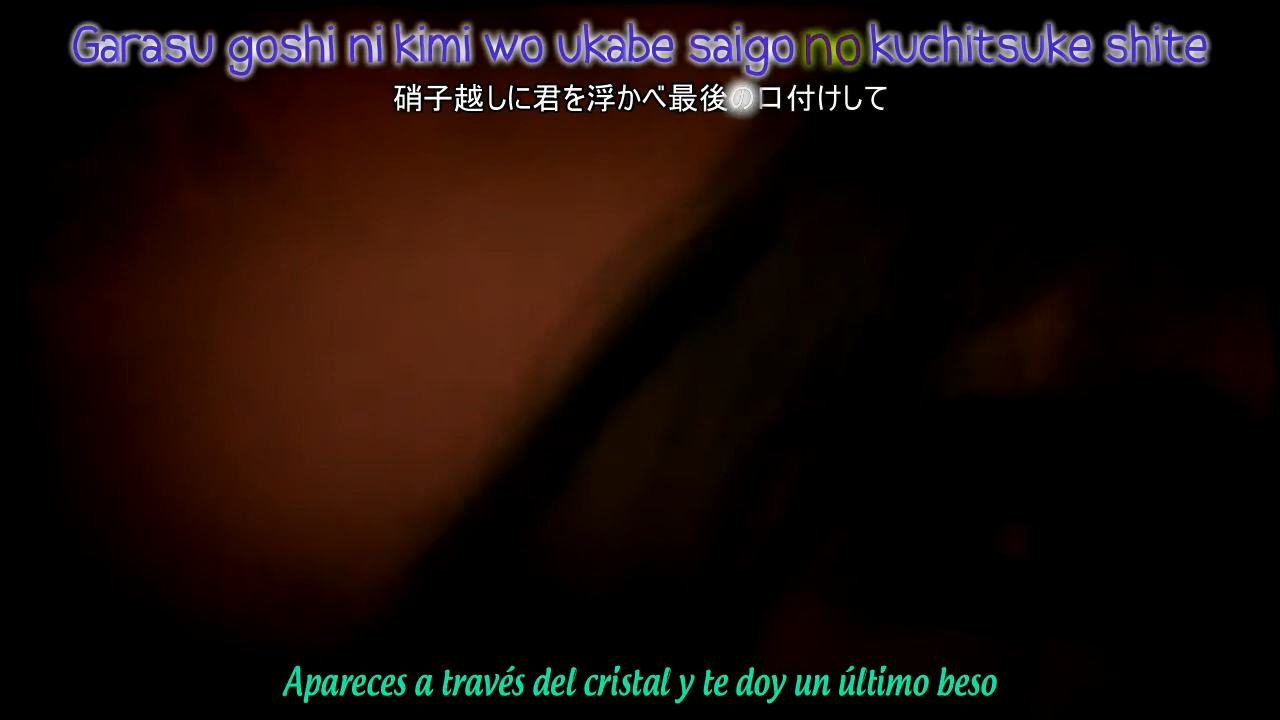 Garasu goshi ni kimi wo ukabe saigo no kuchitsuke shite
硝子越しに君を浮かべ最後の口付けして
Apareces a través del cristal y te doy un último beso